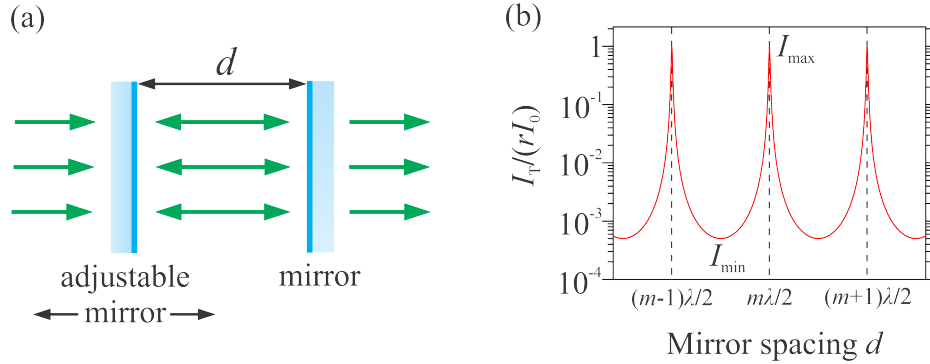 (a)
d
adjustable
mirror
mirror
(b)
I_T/(rI_0)
1
10^-1
10^-2
10^-3
10^-4
I_max
I_min
(m-1)λ/2
mλ/2
(m+1)λ/2
Mirror spacing d